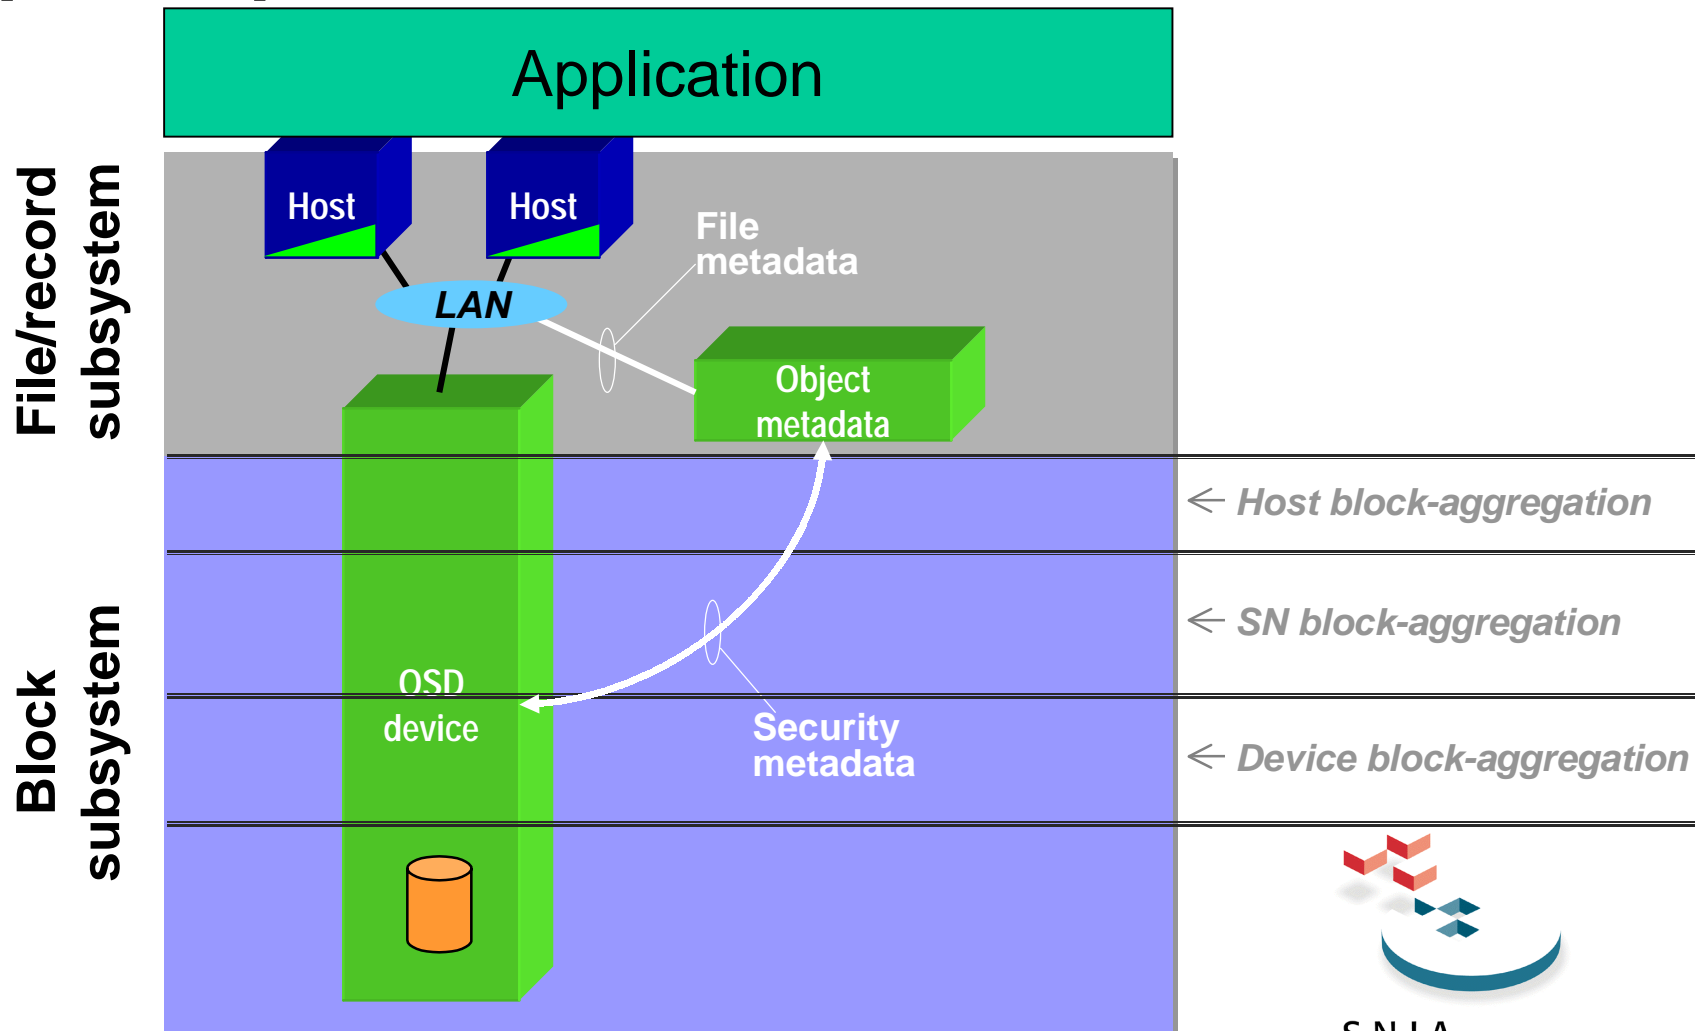 Application
File/record
subsystem
Host
Host
File
metadata
LAN
Object
metadata
Host block-aggregation
SN block-aggregation
Block
subsystem
OSD
device
Security
metadata
Device block-aggregation
SNIA